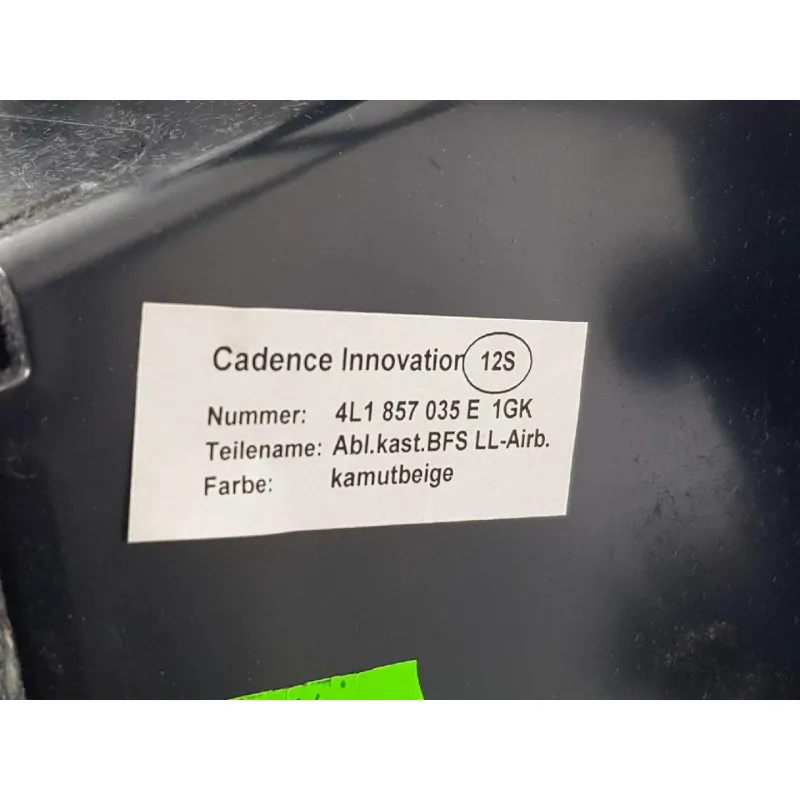 Cadence Innovation 12S
Nummer: 4L1 857 035 E 1GK
Teilename: Abl.kast.BFS LL-Airb.
Farbe: kamutbeige